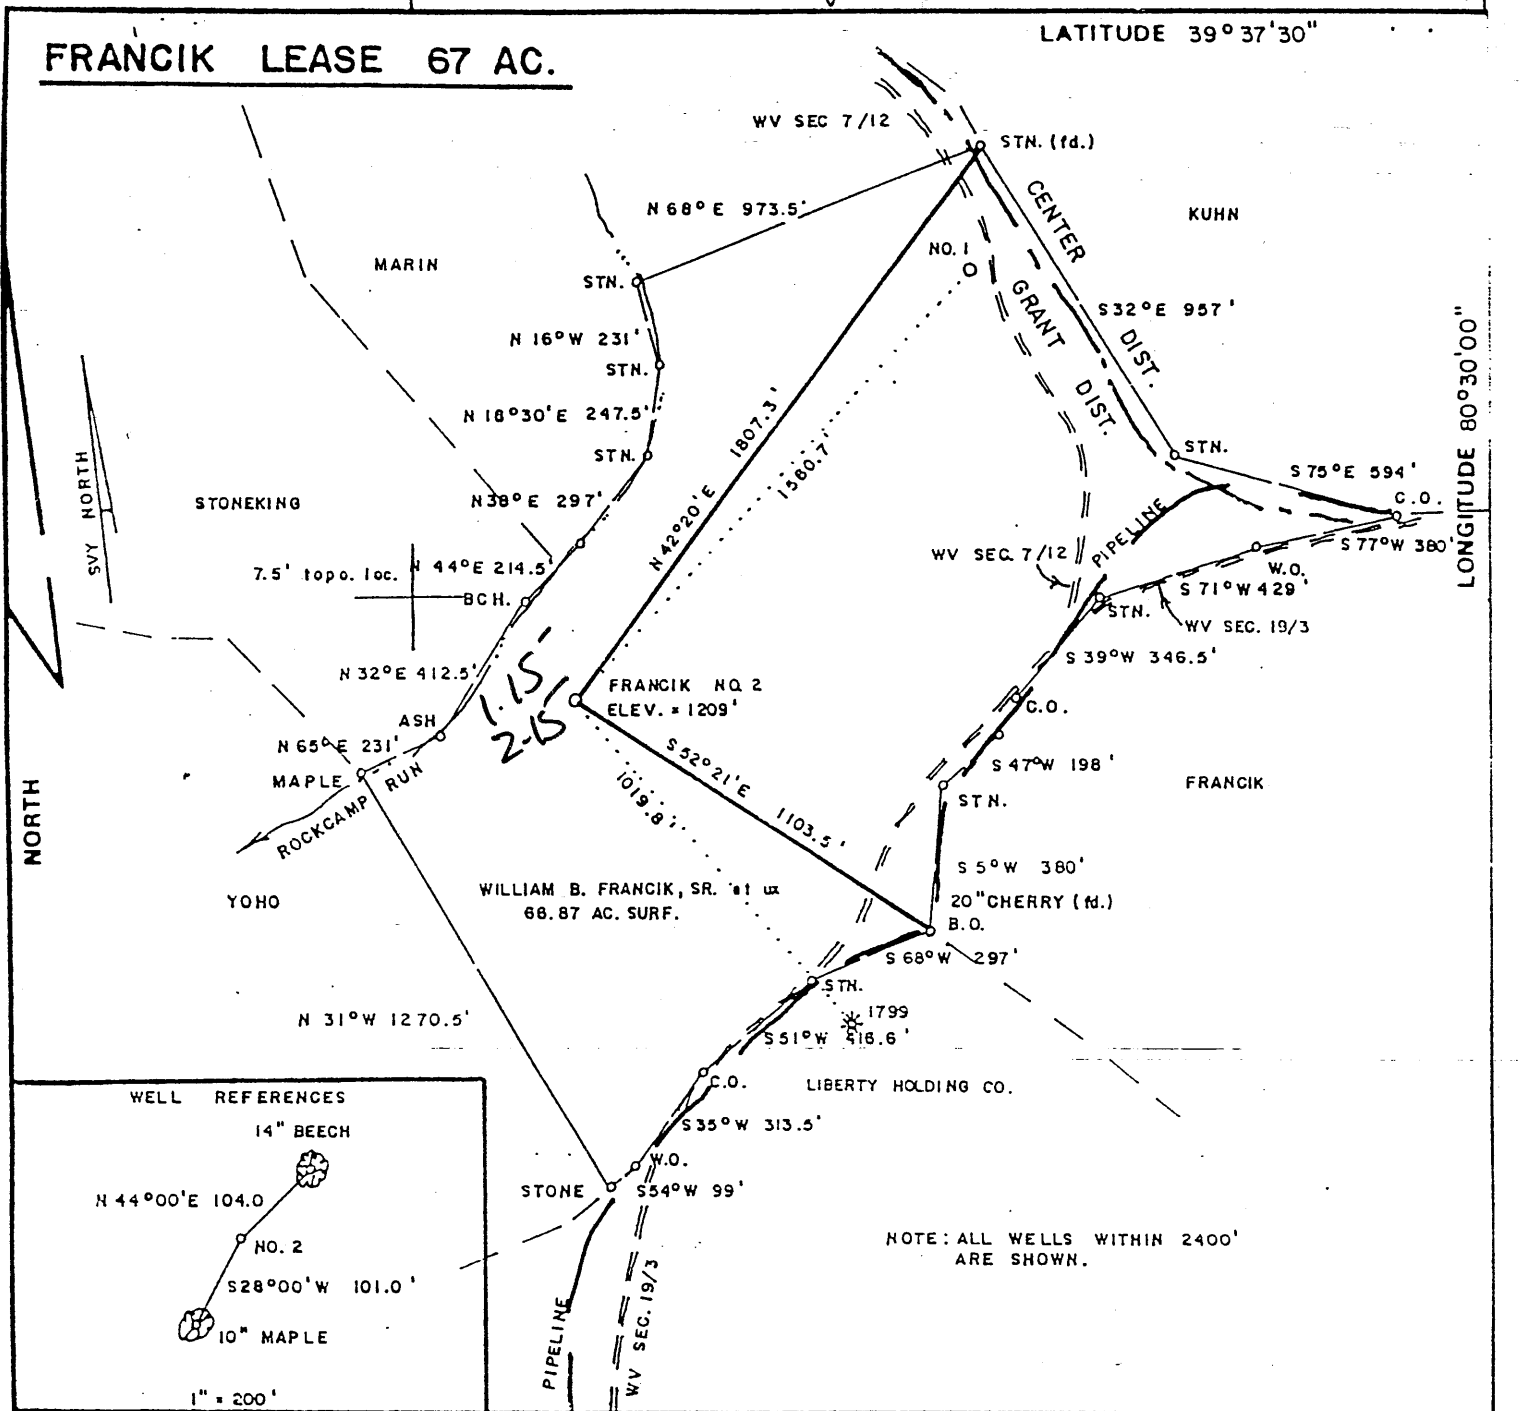 LATITUDE 39°37'30"
FRANCIK LEASE 67 AC.
WV SEC 7/12
STN. (fd.)
CENTER DIST.
KUHN
N 68° E 973.5'
NO. 1
MARIN
STN.
GRANT DIST.
S 32° E 957'
N 16° W 231'
STN.
LONGITUDE 80°30'00"
N 18°30' E 247.5'
STN.
N 42°20' E 1807.3'
1580.7'
STN.
S 75° E 594'
C.O.
SVY NORTH
STONEKING
N 38° E 297'
PIPELINE
S 77° W 380'
WV SEC. 7/12
W.O.
7.5' topo. loc.
N 44° E 214.5'
S 71° W 429'
BCH.
STN.
WV SEC. 19/3
N 32° E 412.5'
1.15'
2.15'
S 39° W 346.5'
FRANCIK NO. 2
ELEV. = 1209'
C.O.
ASH
N 65° E 231'
S 52°21' E 1103.5'
S 47° W 198'
MAPLE
ROCKCAMP RUN
1019.8'
FRANCIK
STN.
NORTH
S 5° W 380'
WILLIAM B. FRANCIK, SR. et ux
66.87 AC. SURF.
20" CHERRY (fd.)
B.O.
YOHO
S 68° W 297'
STN.
1799
N 31° W 1270.5'
S 51° W 416.6'
C.O.
LIBERTY HOLDING CO.
S 35° W 313.5'
W.O.
STONE
S 54° W 99'
NOTE: ALL WELLS WITHIN 2400'
ARE SHOWN.
PIPELINE
WV SEC. 19/3
WELL REFERENCES
14" BEECH
N 44°00' E 104.0
NO. 2
S 28°00' W 101.0'
10" MAPLE
1" = 200'